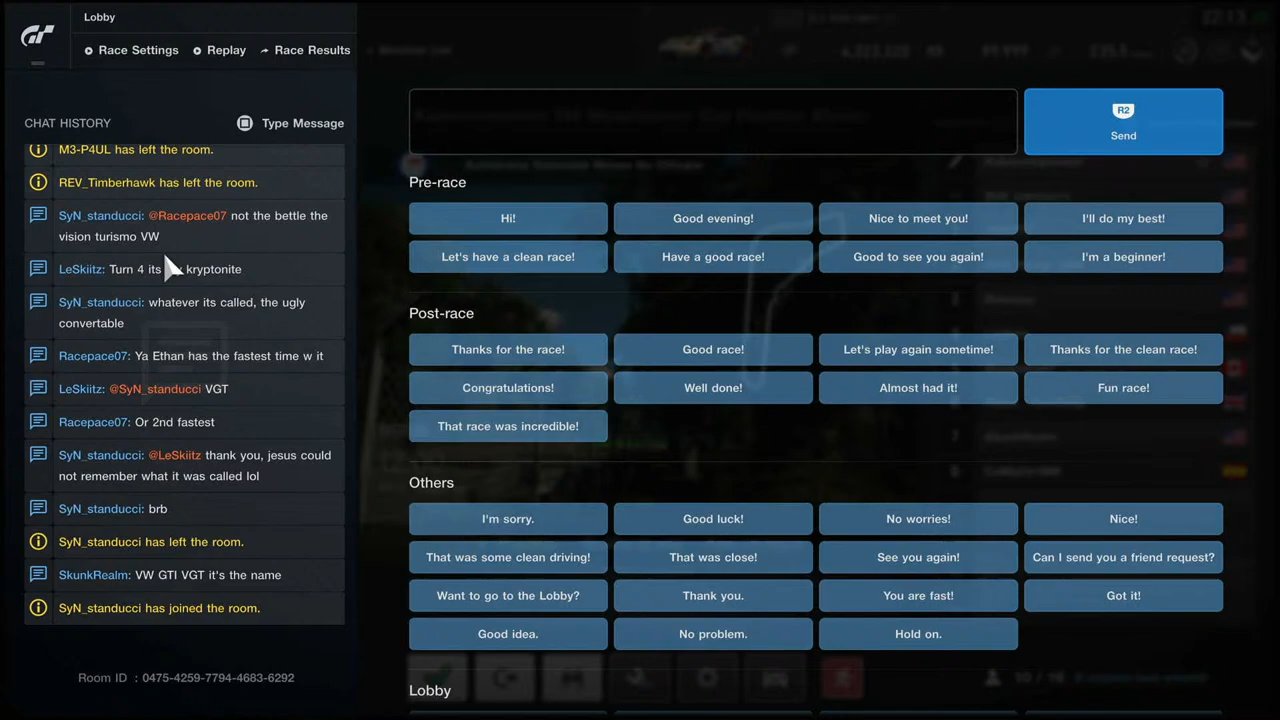 Lobby
Race Settings
Replay
Race Results
CHAT HISTORY
Type Message
M3-P4UL has left the room.
REV_Timberhawk has left the room.
SyN_standucci: @Racepace07 not the bettle the
vision turismo VW
LeSkiitz: Turn 4 its kryptonite
SyN_standucci: whatever its called, the ugly
convertable
Racepace07: Ya Ethan has the fastest time w it
LeSkiitz: @SyN_standucci VGT
Racepace07: Or 2nd fastest
SyN_standucci: @LeSkiitz thank you, jesus could
not remember what it was called lol
SyN_standucci: brb
SyN_standucci has left the room.
SkunkRealm: VW GTI VGT it's the name
SyN_standucci has joined the room.
Room ID : 0475-4259-7794-4683-6292
R2
Send
Pre-race
Hi!
Good evening!
Nice to meet you!
I'll do my best!
Let's have a clean race!
Have a good race!
Good to see you again!
I'm a beginner!
Post-race
Thanks for the race!
Good race!
Let's play again sometime!
Thanks for the clean race!
Congratulations!
Well done!
Almost had it!
Fun race!
That race was incredible!
Others
I'm sorry.
Good luck!
No worries!
Nice!
That was some clean driving!
That was close!
See you again!
Can I send you a friend request?
Want to go to the Lobby?
Thank you.
You are fast!
Got it!
Good idea.
No problem.
Hold on.
Lobby